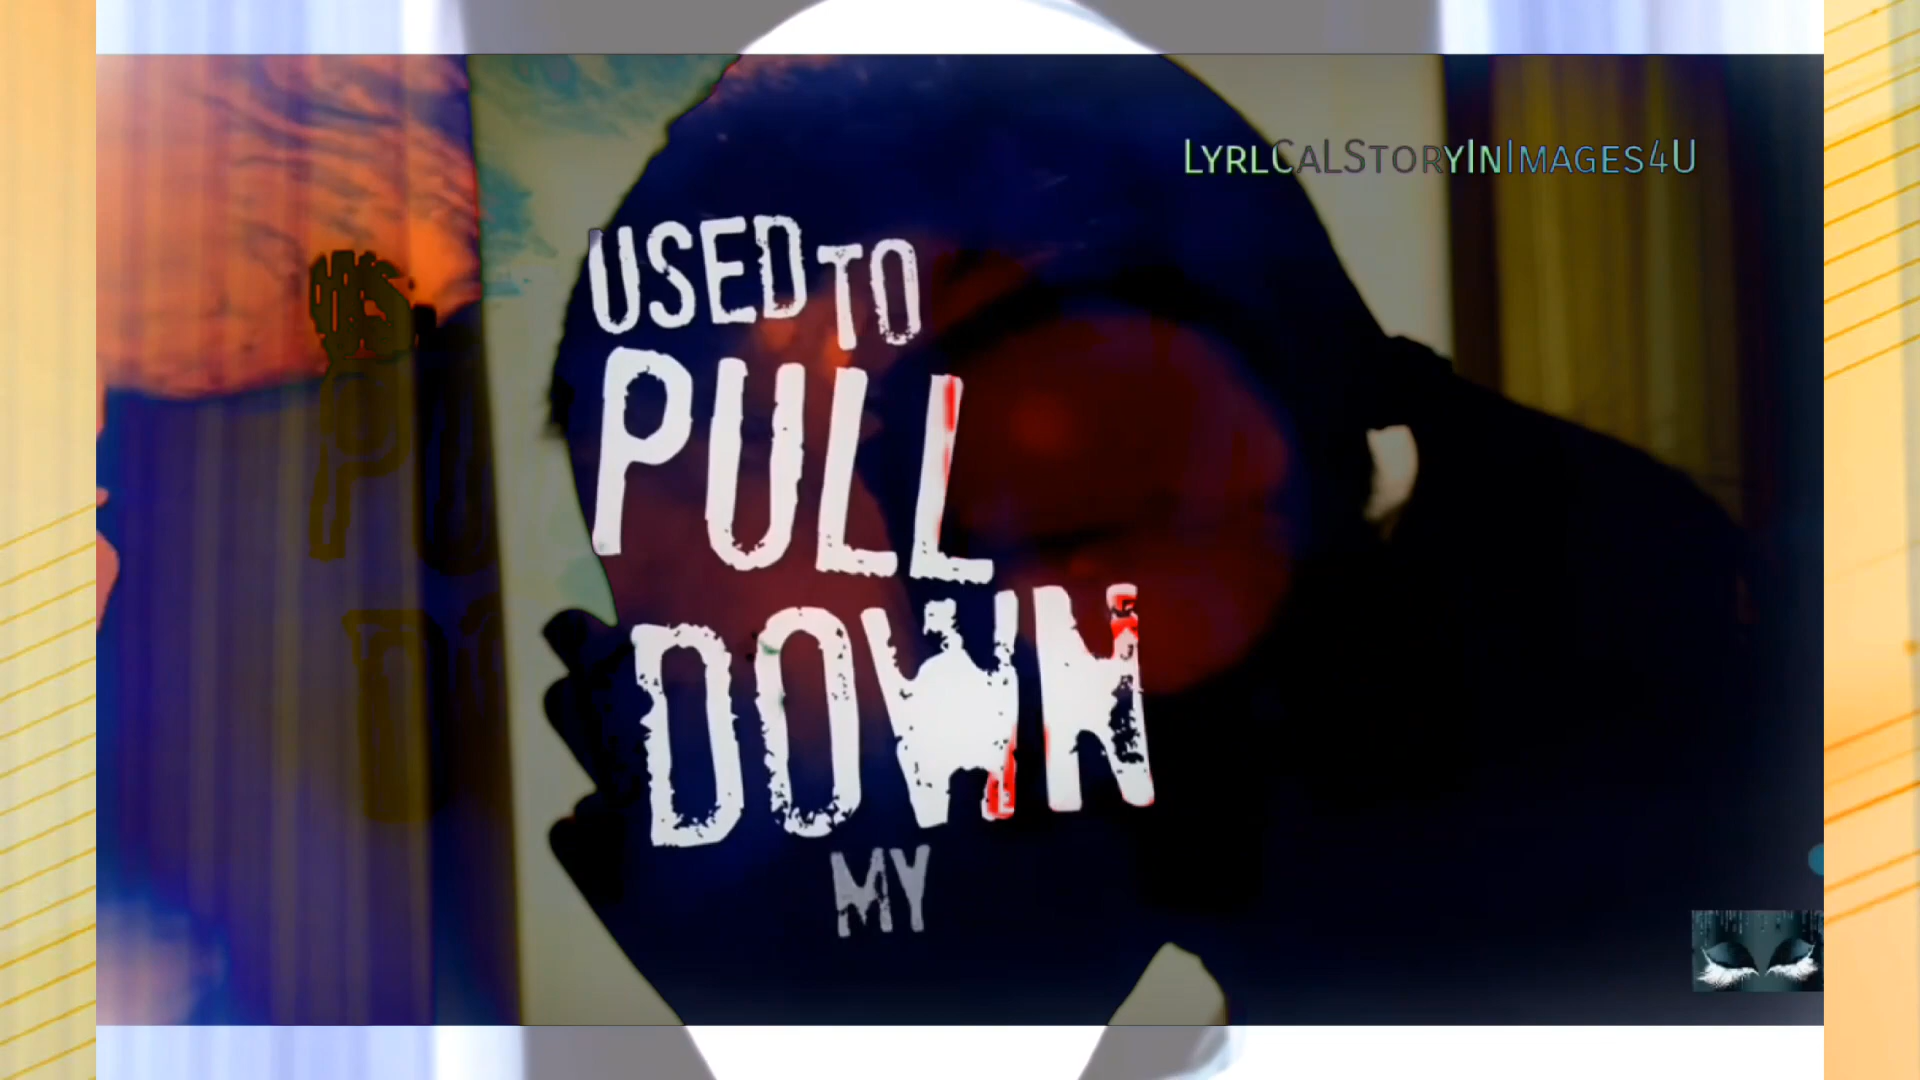 LYRLCALSTORYINIMAGES4U
USED TO
PULL
DOWN
MY